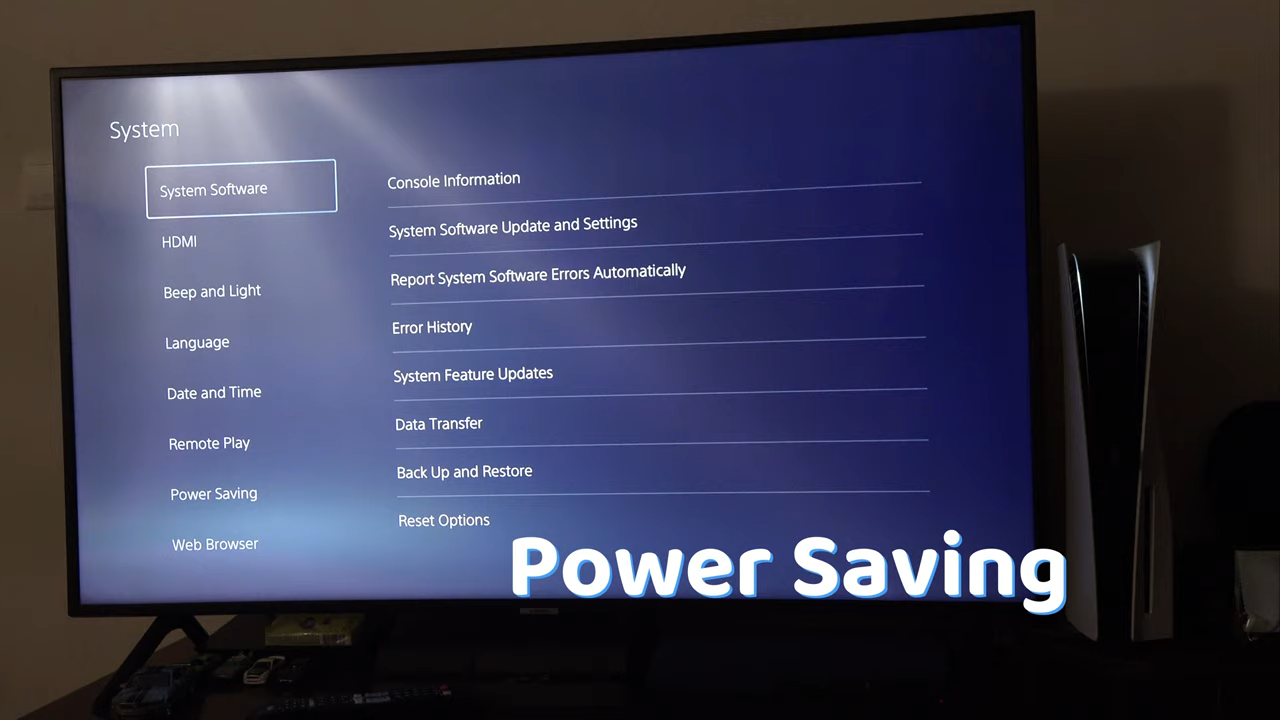 System
System Software
HDMI
Beep and Light
Language
Date and Time
Remote Play
Power Saving
Web Browser
Console Information
System Software Update and Settings
Report System Software Errors Automatically
Error History
System Feature Updates
Data Transfer
Back Up and Restore
Reset Options
Power Saving